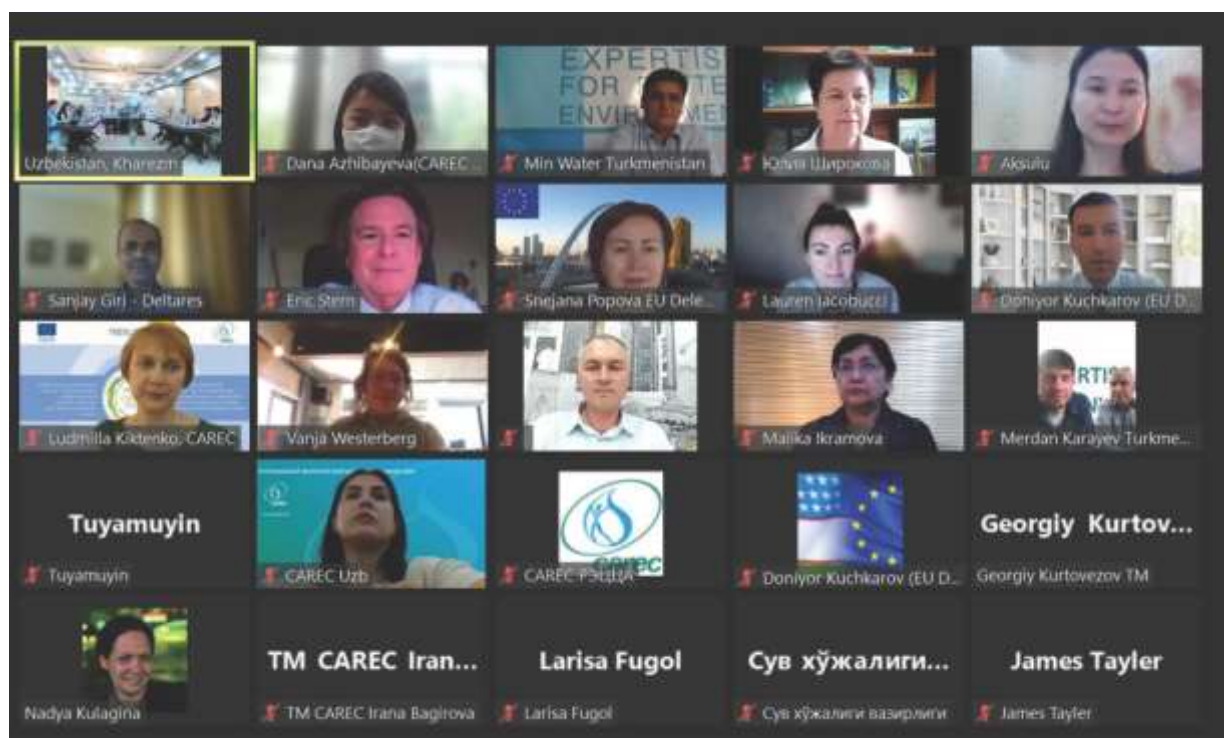 Uzbekistan, Kharezm
EXPERTIS
FOR
ENVIR
Dana Azhibayeva(CAREC ...
Min Water Turkmenistan
Юлия Широкова
Aksulu
Sanjay Giri - Deltares
Eric Stern
Snejana Popova EU Dele...
Lauren Iacobucci
Doniyor Kuchkarov (EU D...
Ludmilla Kiktenko, CAREC
Vanja Westerberg
Malika Ikramova
RTIS
Merdan Karayev Turkme...
Tuyamuyin
Tuyamuyin
CAREC Uzb
carec
CAREC РЭЦЦА
Doniyor Kuchkarov (EU D...
Georgiy Kurtov...
Georgiy Kurtovezov TM
Nadya Kulagina
TM CAREC Iran...
TM CAREC Irana Bagirova
Larisa Fugol
Larisa Fugol
Сув хўжалиги...
Сув хўжалиги вазирлиги
James Tayler
James Tayler